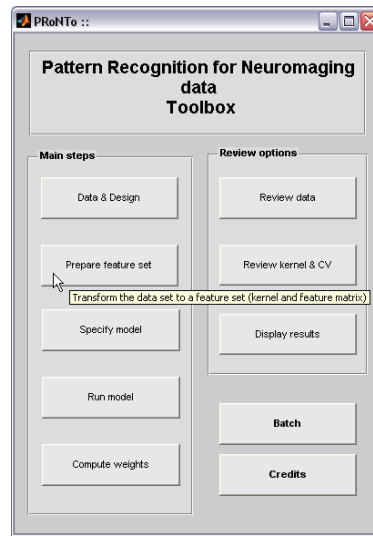 PRoNTo ::
Pattern Recognition for Neuromaging
data
Toolbox
Main steps
Data & Design
Prepare feature set
Transform the data set to a feature set (kernel and feature matrix)
Specify model
Run model
Compute weights
Review options
Review data
Review kernel & CV
Display results
Batch
Credits